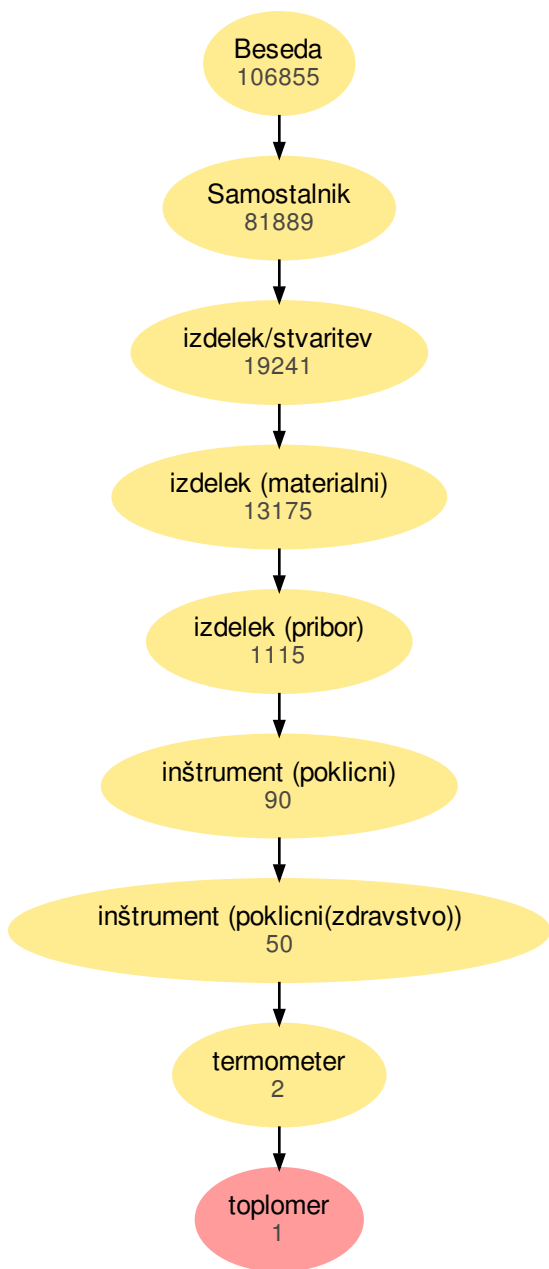 Beseda
106855
Samostalnik
81889
izdelek/stvaritev
19241
izdelek (materialni)
13175
izdelek (pribor)
1115
inštrument (poklicni)
90
inštrument (poklicni(zdravstvo))
50
termometer
2
toplomer
1